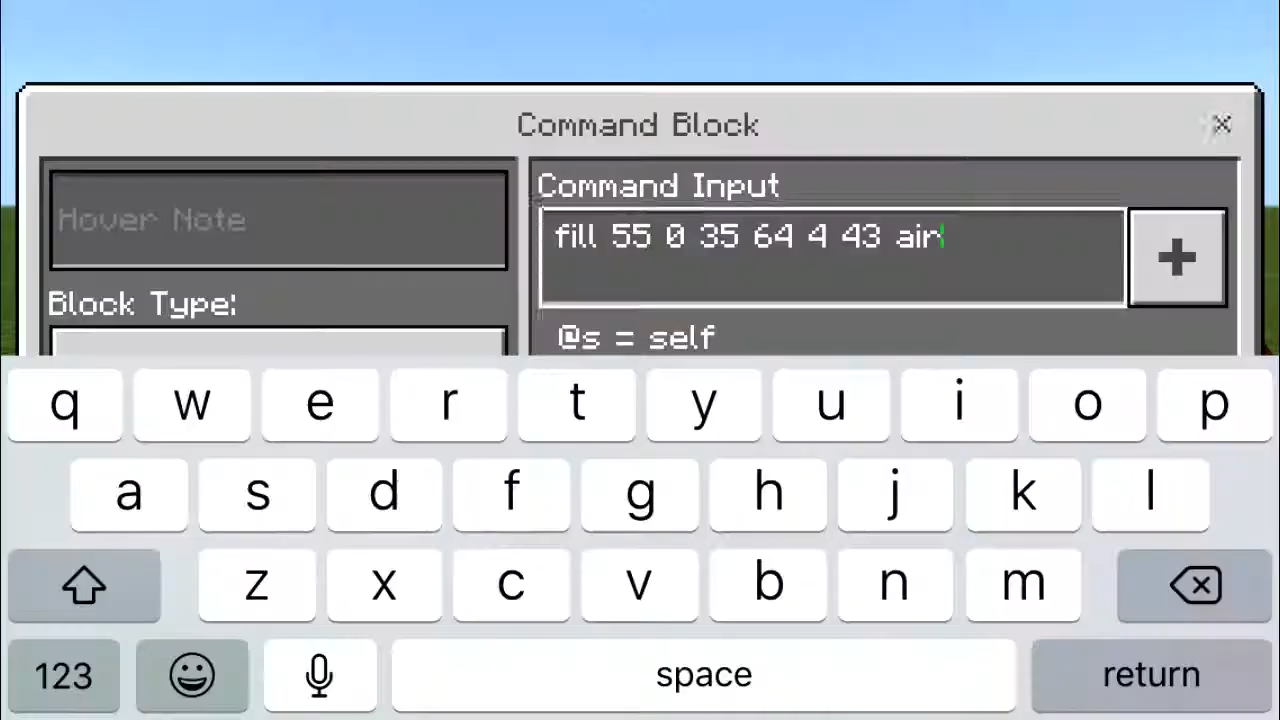 Command Block
Hover Note
Command Input
fill 55 0 35 64 4 43 air
Block Type:
@s = self
q w e r t y u i o p
a s d f g h j k l
z x c v b n m
123 space return